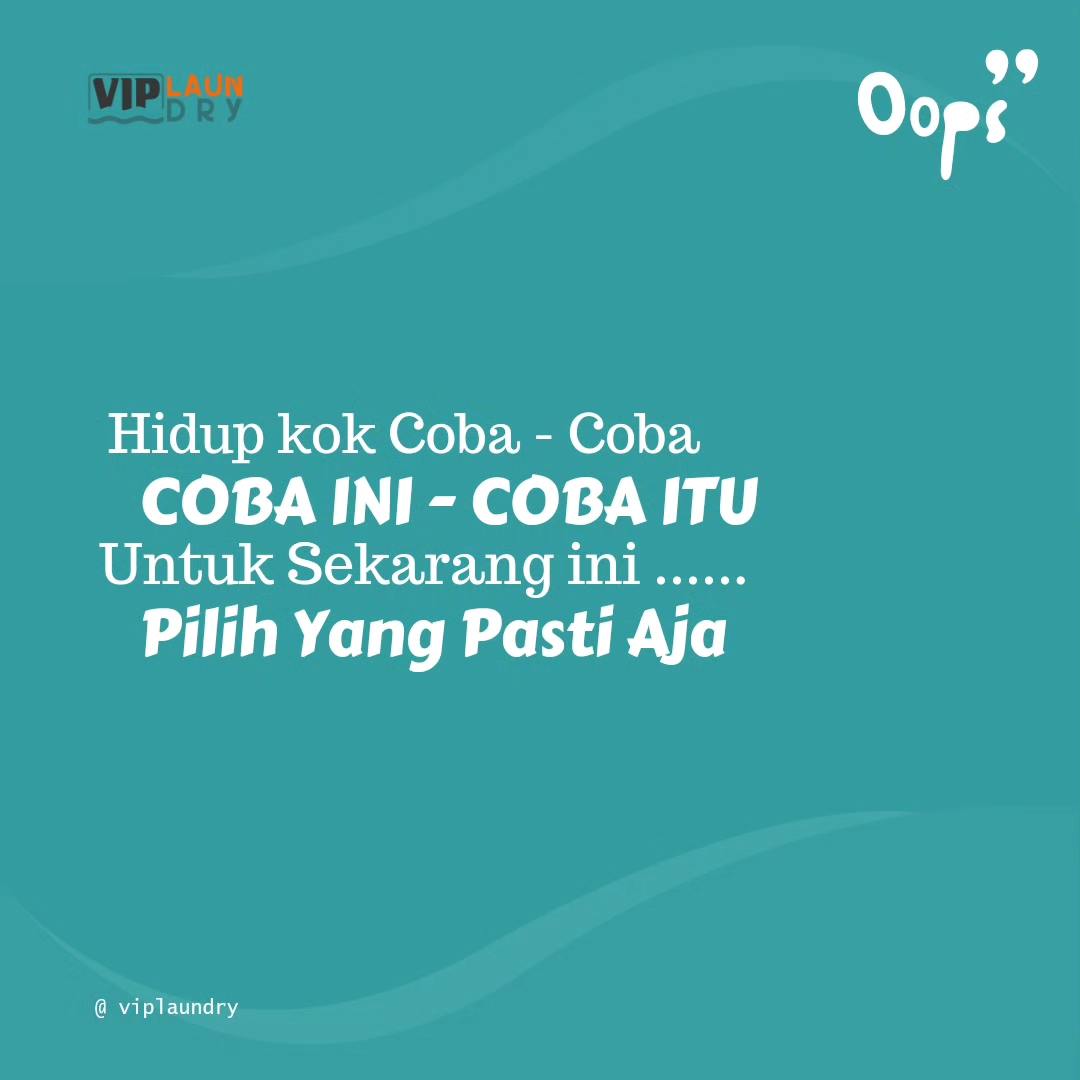 VIP LAUN
DRY
Oops”
Hidup kok Coba - Coba
COBA INI - COBA ITU
Untuk Sekarang ini ......
Pilih Yang Pasti Aja
@ viplaundry